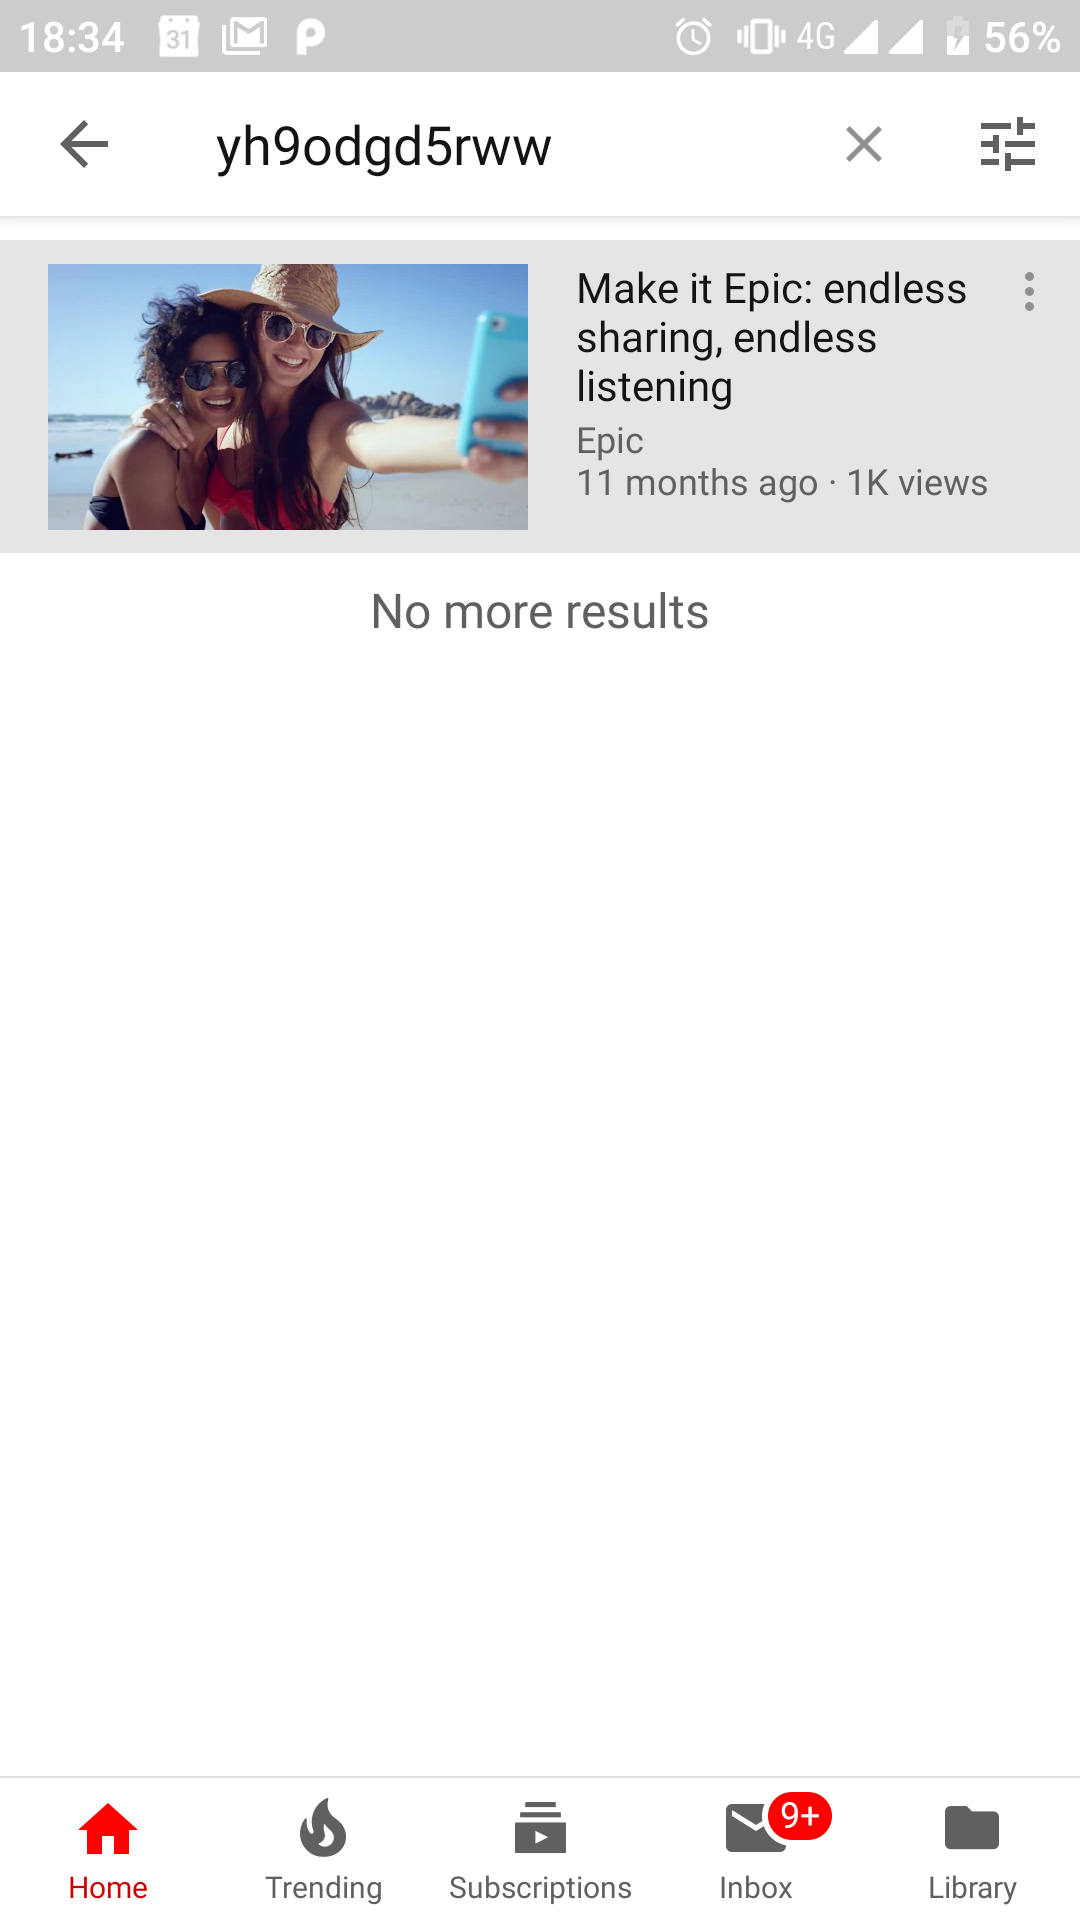 18:34 31 4G 56%
yh9odgd5rww
Make it Epic: endless
sharing, endless
listening
Epic
11 months ago · 1K views
No more results
9+
Home Trending Subscriptions Inbox Library